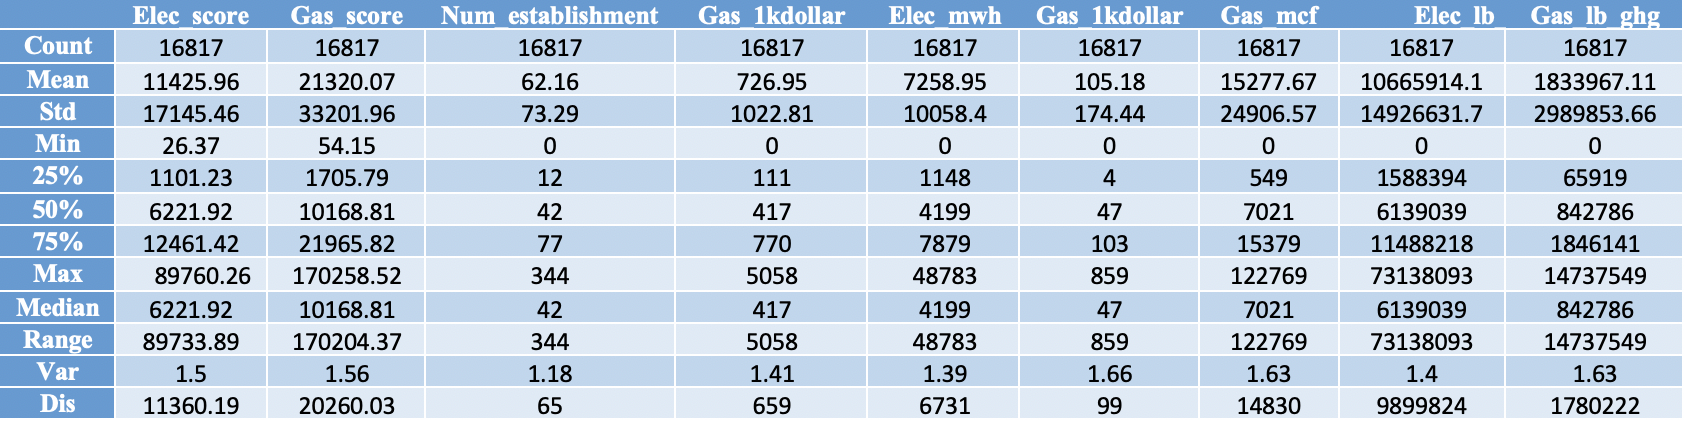 Elec_score Gas_score Num_establishment Gas_1kdollar Elec_mwh Gas_1kdollar Gas_mcf Elec_lb_ Gas_lb_ghg
Count 16817 16817 16817 16817 16817 16817 16817 16817 16817
Mean 11425.96 21320.07 62.16 726.95 7258.95 105.18 15277.67 10665914.1 1833967.11
Std 17145.46 33201.96 73.29 1022.81 10058.4 174.44 24906.57 14926631.7 2989853.66
Min 26.37 54.15 0 0 0 0 0 0 0
25% 1101.23 1705.79 12 111 1148 4 549 1588394 65919
50% 6221.92 10168.81 42 417 4199 47 7021 6139039 842786
75% 12461.42 21965.82 77 770 7879 103 15379 11488218 1846141
Max 89760.26 170258.52 344 5058 48783 859 122769 73138093 14737549
Median 6221.92 10168.81 42 417 4199 47 7021 6139039 842786
Range 89733.89 170204.37 344 5058 48783 859 122769 73138093 14737549
Var 1.5 1.56 1.18 1.41 1.39 1.66 1.63 1.4 1.63
Dis 11360.19 20260.03 65 659 6731 99 14830 9899824 1780222